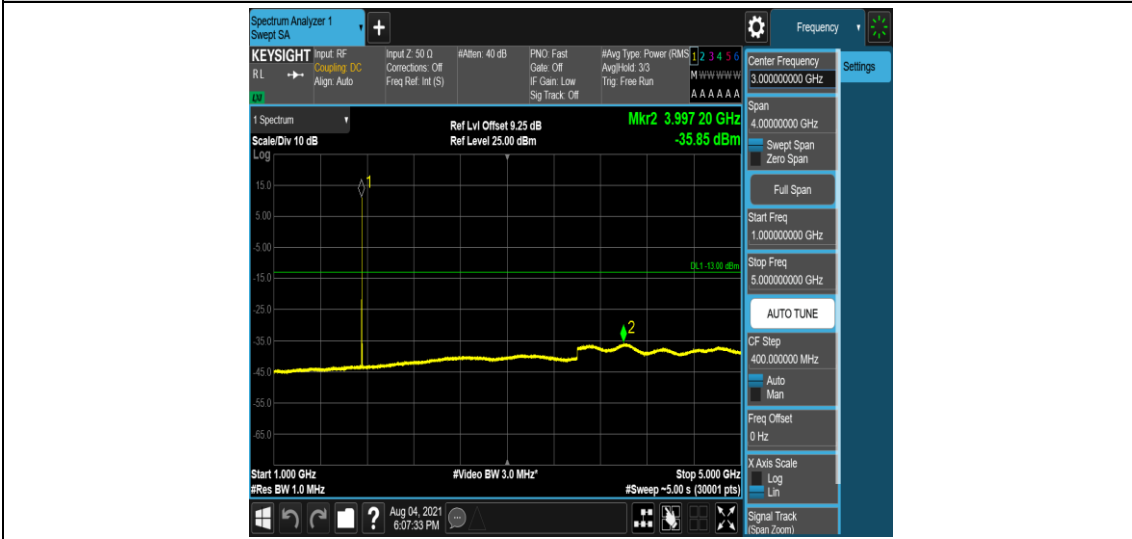 Spectrum Analyzer 1
Swept SA
+
Frequency
KEYSIGHT
RL
Input: RF
Coupling: DC
Align: Auto
Input Z: 50 Ω
Corrections: Off
Freq Ref: Int (S)
#Atten: 40 dB
PNO: Fast
Gate: Off
IF Gain: Low
Sig Track: Off
#Avg Type: Power (RMS
Avg|Hold: 3/3
Trig: Free Run
1 2 3 4 5 6
M W W W W W
A A A A A A
1 Spectrum
Scale/Div 10 dB
Log
Ref Lvl Offset 9.25 dB
Ref Level 25.00 dBm
Mkr2 3.997 20 GHz
-35.85 dBm
15.0
5.00
-5.00
-15.0
-25.0
-35.0
-45.0
-55.0
-65.0
1
DL1 -13.00 dBm
2
Start 1.000 GHz
#Res BW 1.0 MHz
#Video BW 3.0 MHz*
Stop 5.000 GHz
#Sweep ~5.00 s (30001 pts)
?
Aug 04, 2021
6:07:33 PM
Center Frequency
3.000000000 GHz
Settings
Span
4.00000000 GHz
Swept Span
Zero Span
Full Span
Start Freq
1.000000000 GHz
Stop Freq
5.000000000 GHz
AUTO TUNE
CF Step
400.000000 MHz
Auto
Man
Freq Offset
0 Hz
X Axis Scale
Log
Lin
Signal Track
(Span Zoom)